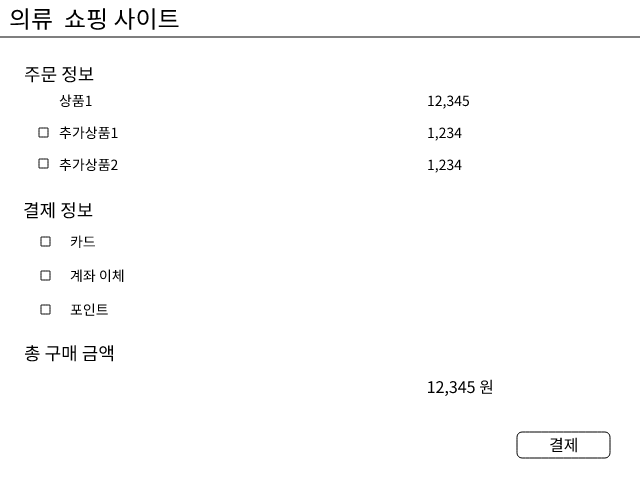 의류 쇼핑 사이트
주문 정보
상품1 12,345
추가상품1 1,234
추가상품2 1,234
결제 정보
카드
계좌 이체
포인트
총 구매 금액
12,345 원
결제